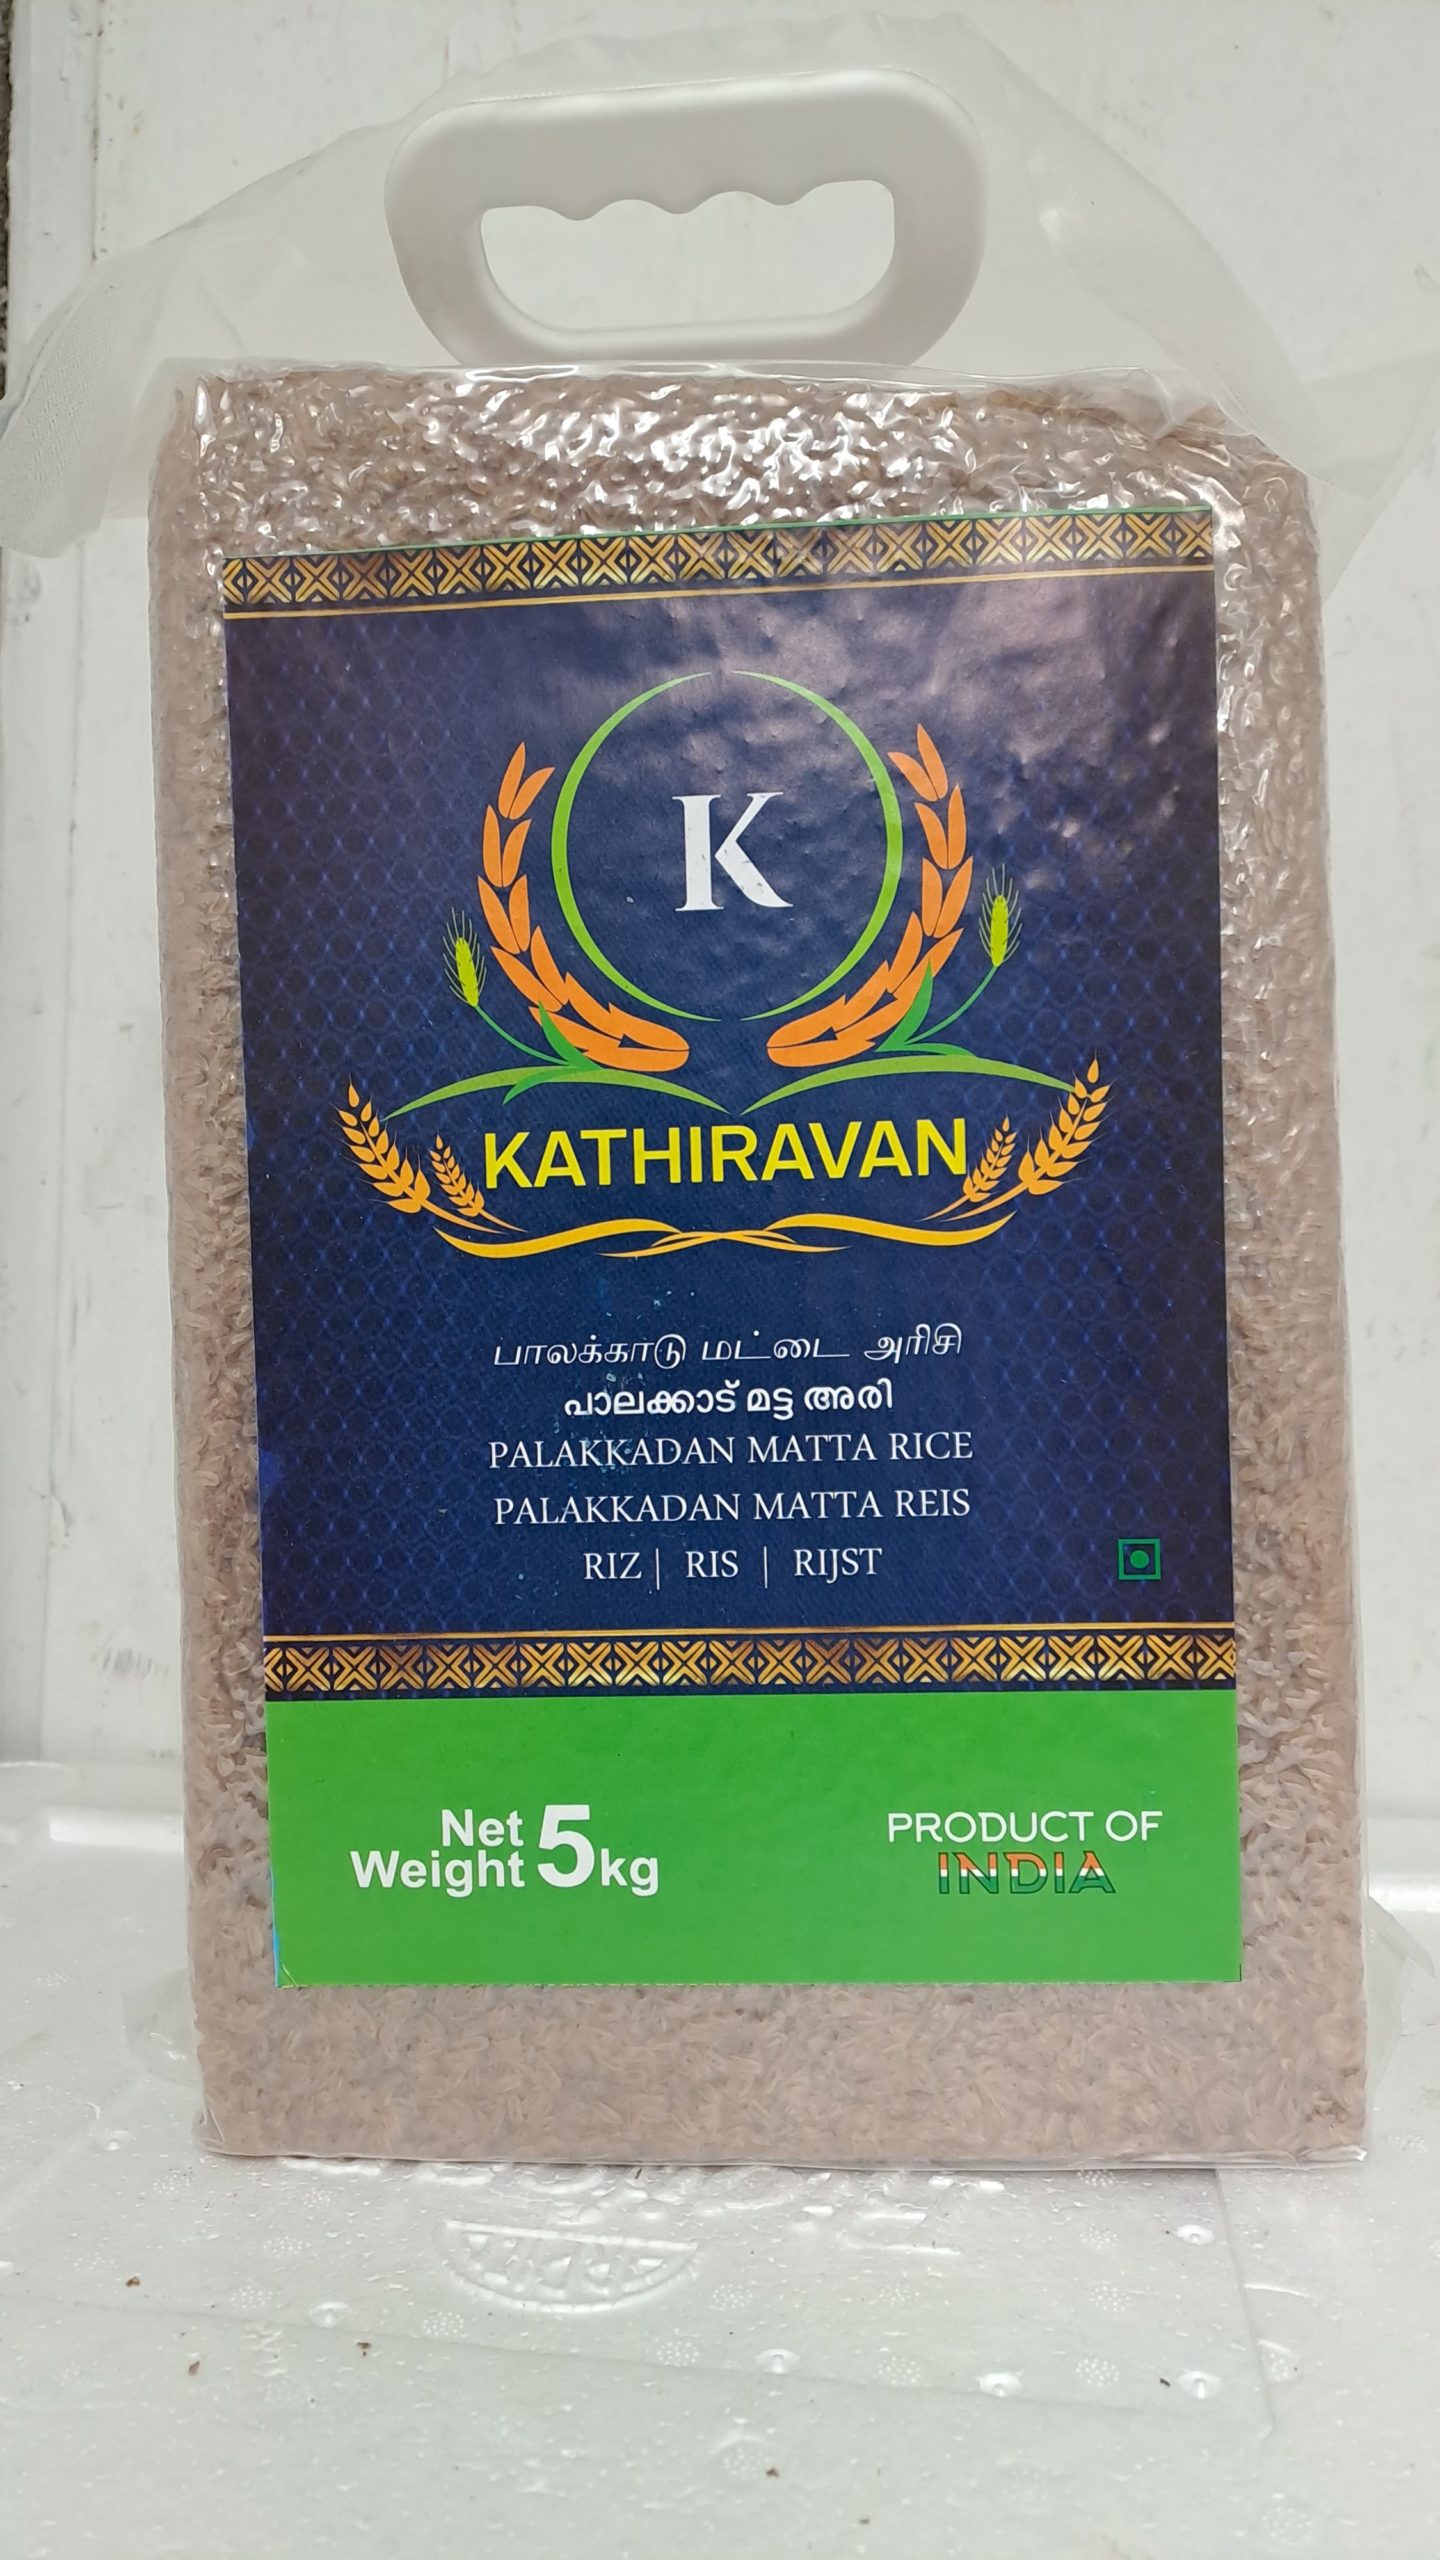 K
KATHIRAVAN
பாலக்காடு மட்டை அரிசி
പാലക്കാട് മട്ട അരി
PALAKKADAN MATTA RICE
PALAKKADAN MATTA REIS
RIZ | RIS | RIJST
Net Weight 5kg
PRODUCT OF
INDIA